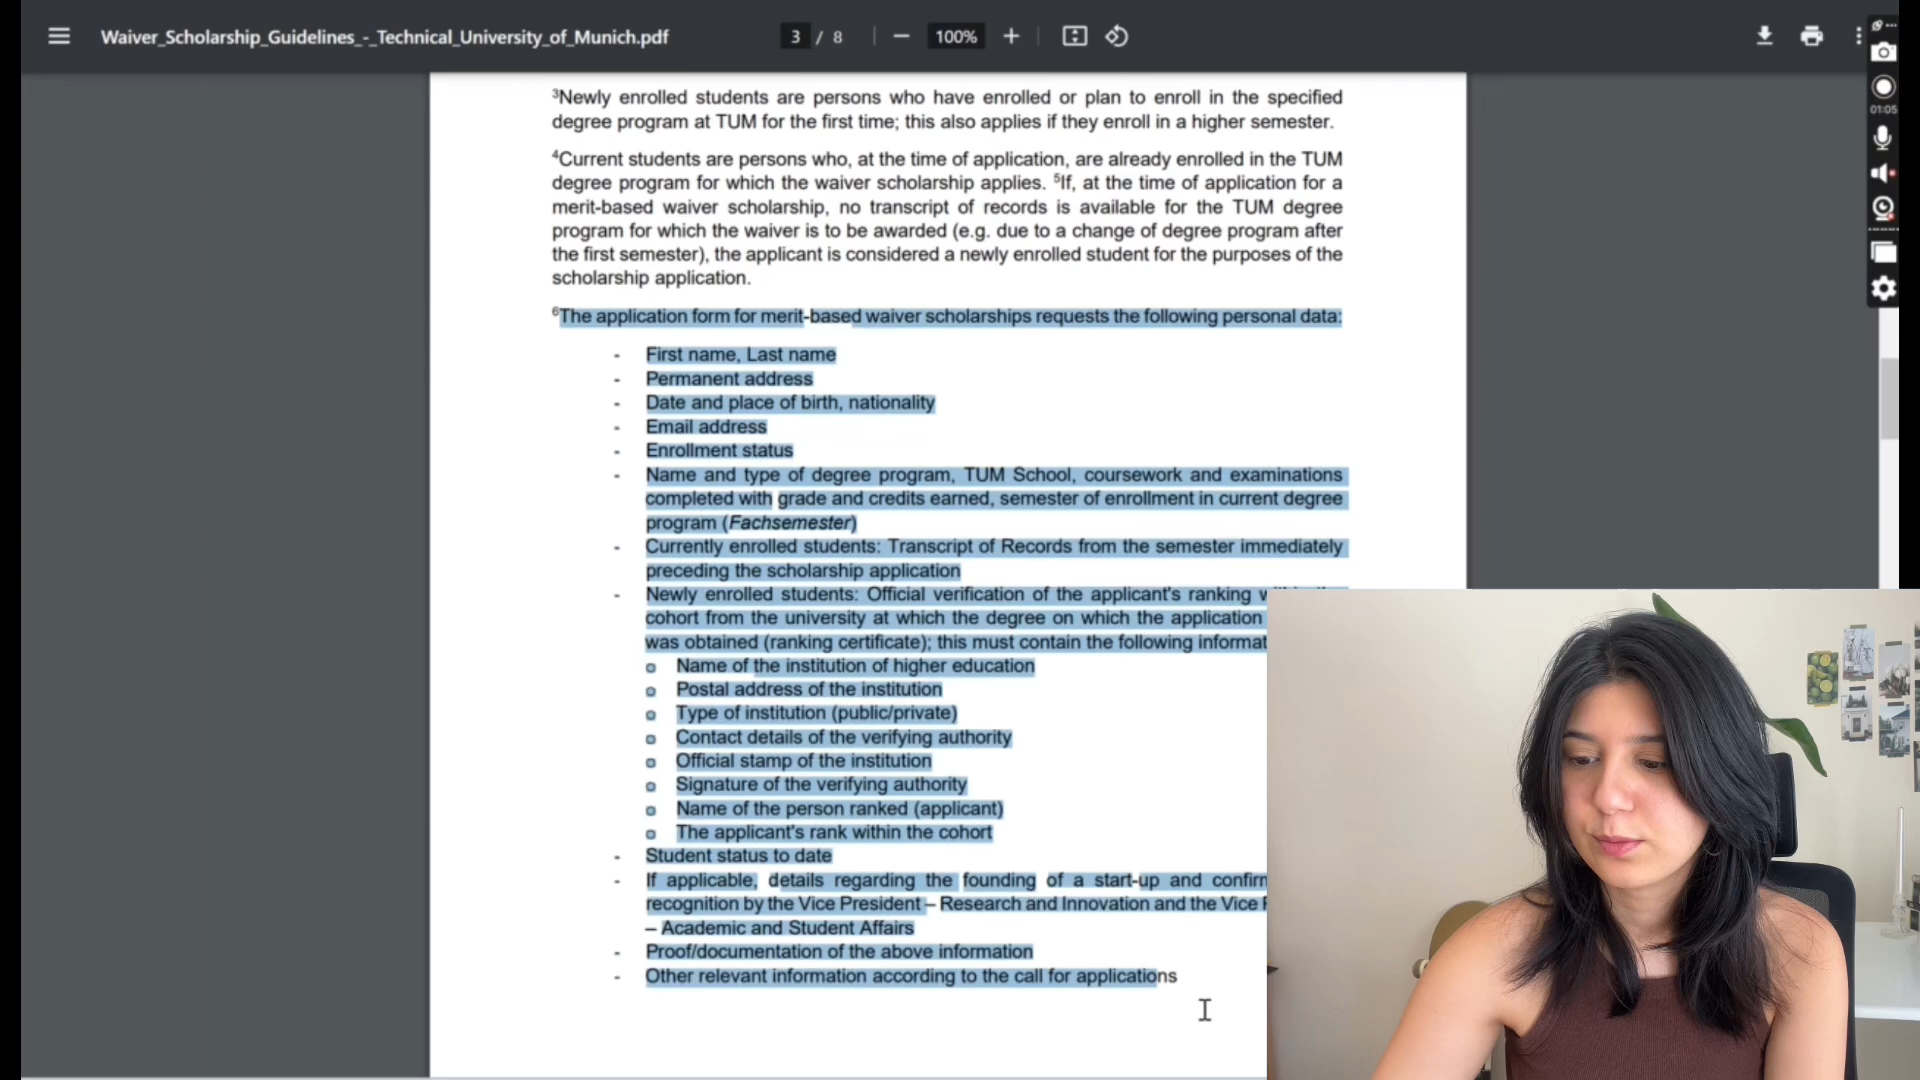 Waiver_Scholarship_Guidelines_-_Technical_University_of_Munich.pdf
3 / 8
100%
01:05
³Newly enrolled students are persons who have enrolled or plan to enroll in the specified
degree program at TUM for the first time; this also applies if they enroll in a higher semester.
⁴Current students are persons who, at the time of application, are already enrolled in the TUM
degree program for which the waiver scholarship applies. ⁵If, at the time of application for a
merit-based waiver scholarship, no transcript of records is available for the TUM degree
program for which the waiver is to be awarded (e.g. due to a change of degree program after
the first semester), the applicant is considered a newly enrolled student for the purposes of the
scholarship application.
⁶The application form for merit-based waiver scholarships requests the following personal data:
- First name, Last name
- Permanent address
- Date and place of birth, nationality
- Email address
- Enrollment status
- Name and type of degree program, TUM School, coursework and examinations
completed with grade and credits earned, semester of enrollment in current degree
program (Fachsemester)
- Currently enrolled students: Transcript of Records from the semester immediately
preceding the scholarship application
- Newly enrolled students: Official verification of the applicant's ranking
cohort from the university at which the degree on which the application
was obtained (ranking certificate); this must contain the following informat
o Name of the institution of higher education
o Postal address of the institution
o Type of institution (public/private)
o Contact details of the verifying authority
o Official stamp of the institution
o Signature of the verifying authority
o Name of the person ranked (applicant)
o The applicant's rank within the cohort
- Student status to date
- If applicable, details regarding the founding of a start-up and confirm
recognition by the Vice President – Research and Innovation and the Vice
– Academic and Student Affairs
- Proof/documentation of the above information
- Other relevant information according to the call for applications